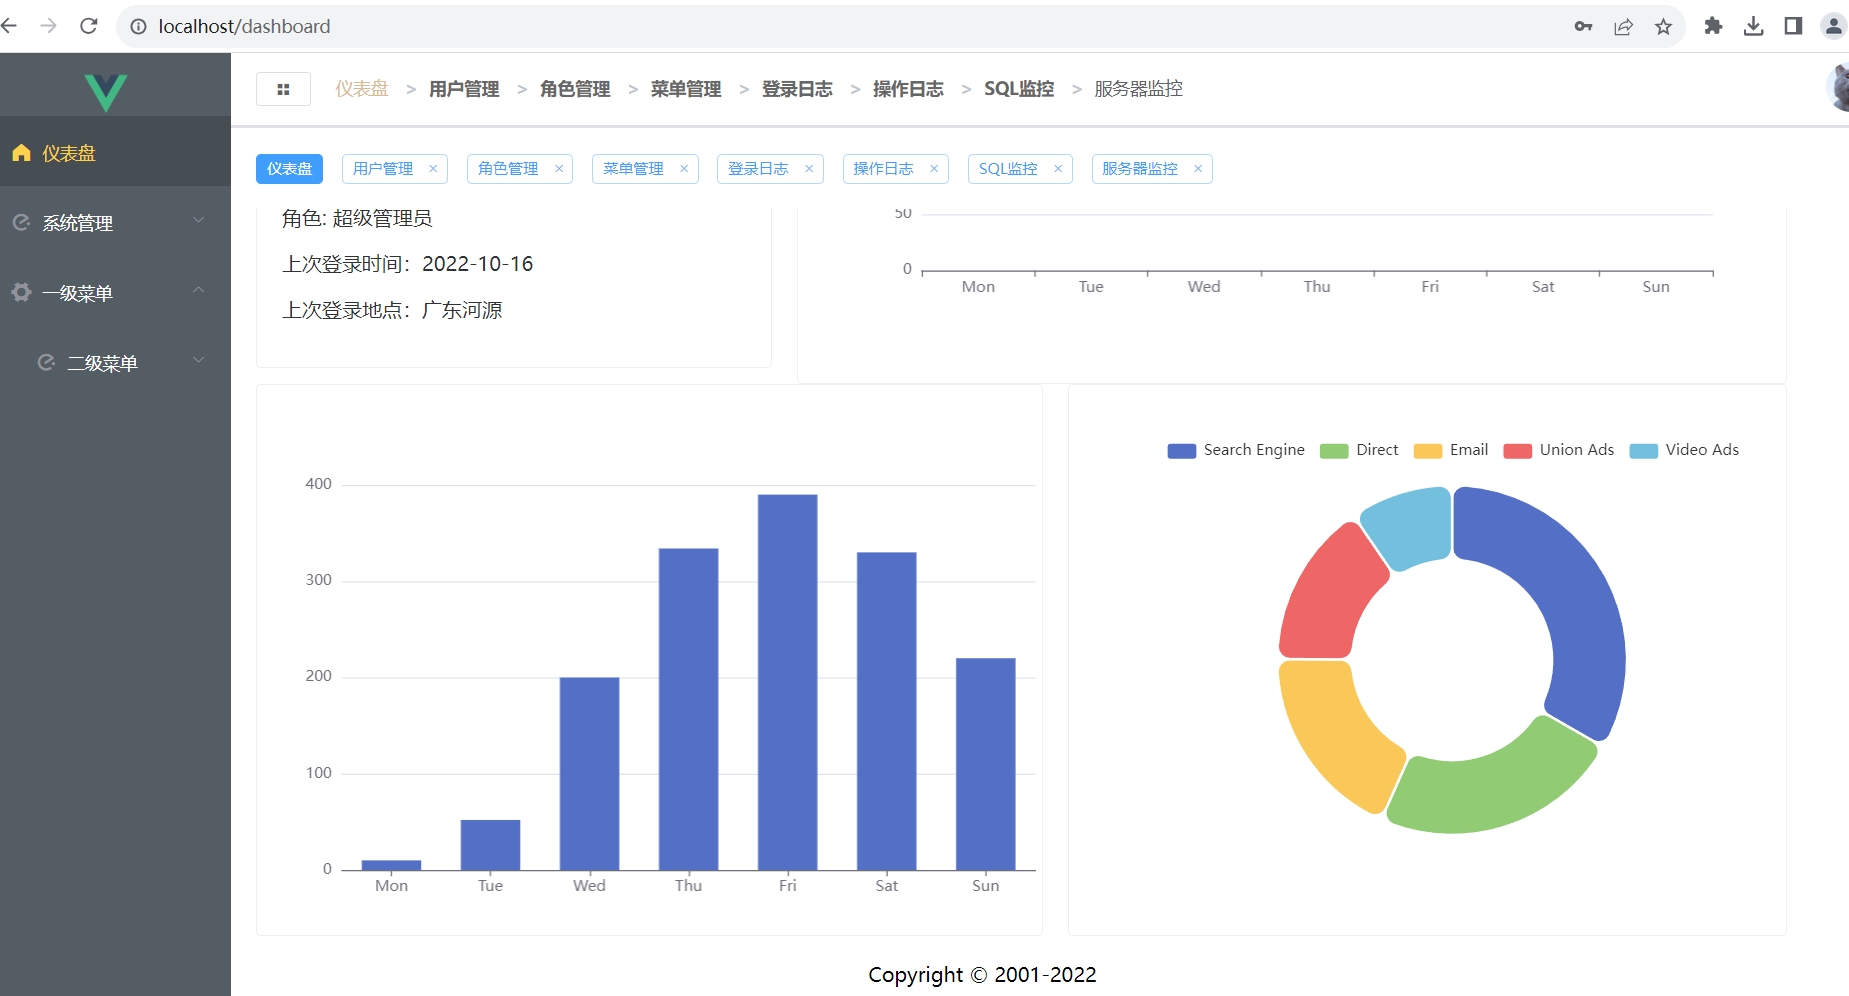 localhost/dashboard
仪表盘 > 用户管理 > 角色管理 > 菜单管理 > 登录日志 > 操作日志 > SQL监控 > 服务器监控
仪表盘 用户管理 × 角色管理 × 菜单管理 × 登录日志 × 操作日志 × SQL监控 × 服务器监控 ×
仪表盘
系统管理
一级菜单
二级菜单
角色: 超级管理员
上次登录时间：2022-10-16
上次登录地点：广东河源
50
0
Mon Tue Wed Thu Fri Sat Sun
400
300
200
100
0
Mon Tue Wed Thu Fri Sat Sun
Search Engine Direct Email Union Ads Video Ads
Copyright © 2001-2022